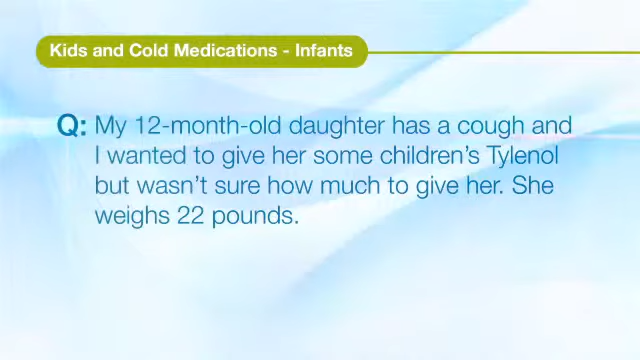 Kids and Cold Medications - Infants
Q: My 12-month-old daughter has a cough and
I wanted to give her some children's Tylenol
but wasn't sure how much to give her. She
weighs 22 pounds.